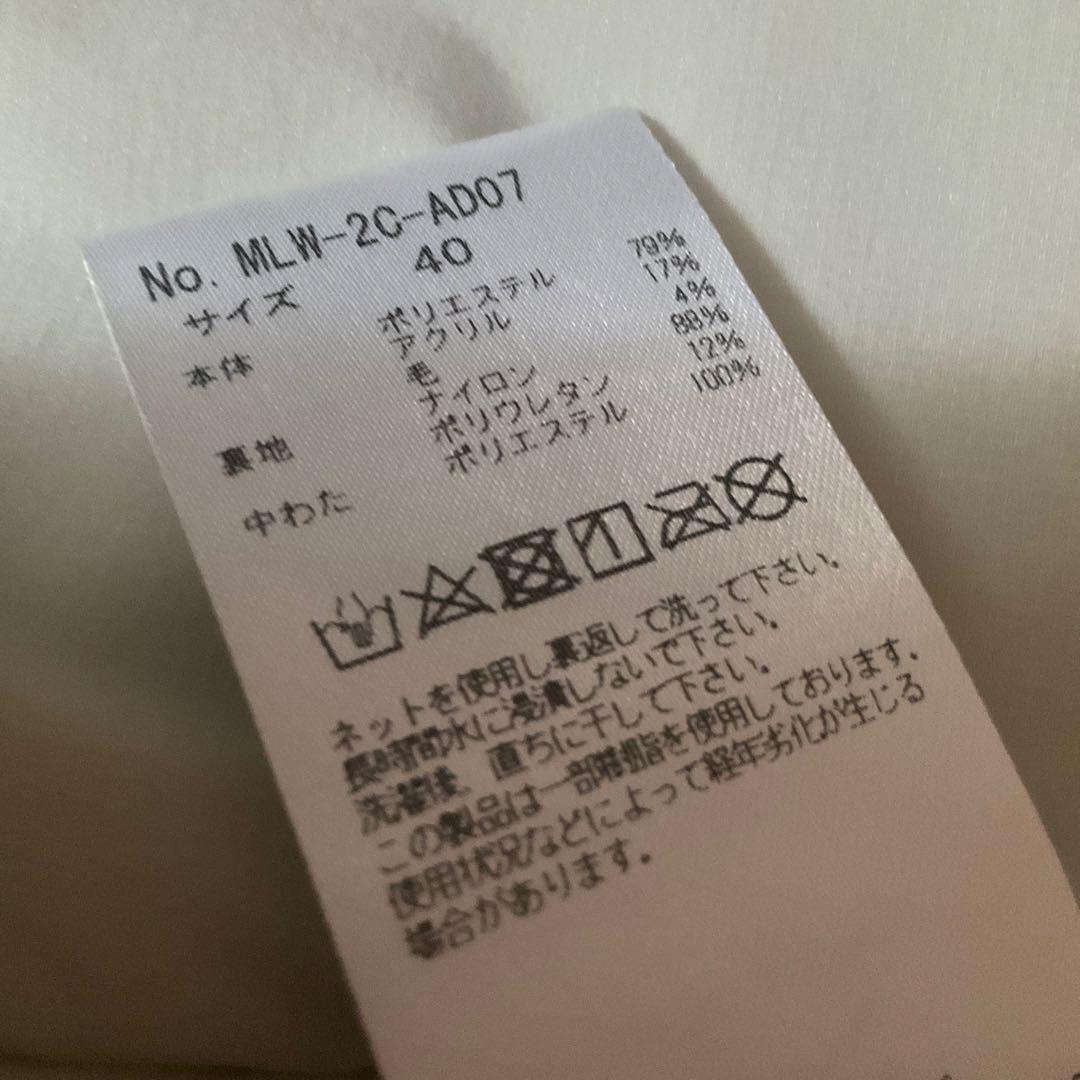 No. MLW-2C-AD07
サイズ 40
本体 ポリエステル 79%
アクリル 17%
毛 4%
裏地 ナイロン 88%
ポリウレタン 12%
中わた ポリエステル 100%
ネットを使用し裏返して洗って下さい。
長時間水に浸漬しないで下さい。
洗濯後、直ちに干して下さい。
この製品は一部樹脂を使用しております。
使用状況などによって経年劣化が生じる
場合があります。